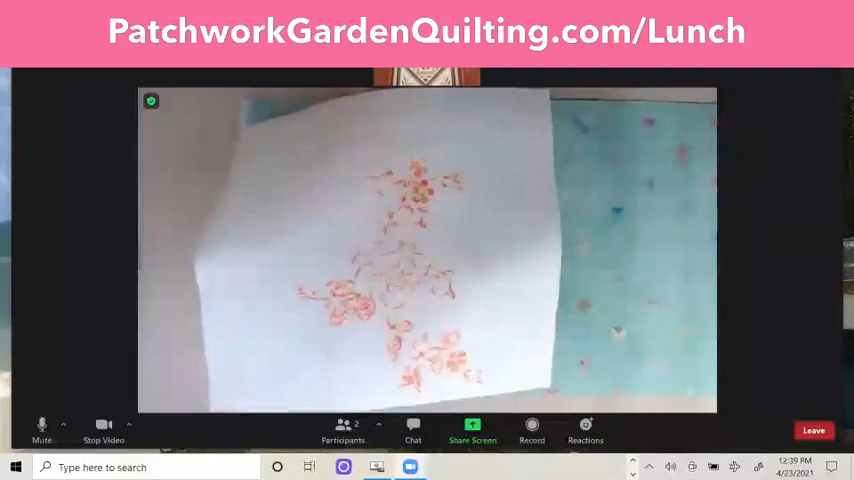 PatchworkGardenQuilting.com/Lunch
Mute
Stop Video
Participants
2
Chat
Share Screen
Record
Reactions
Leave
Type here to search
12:39 PM
4/23/2021